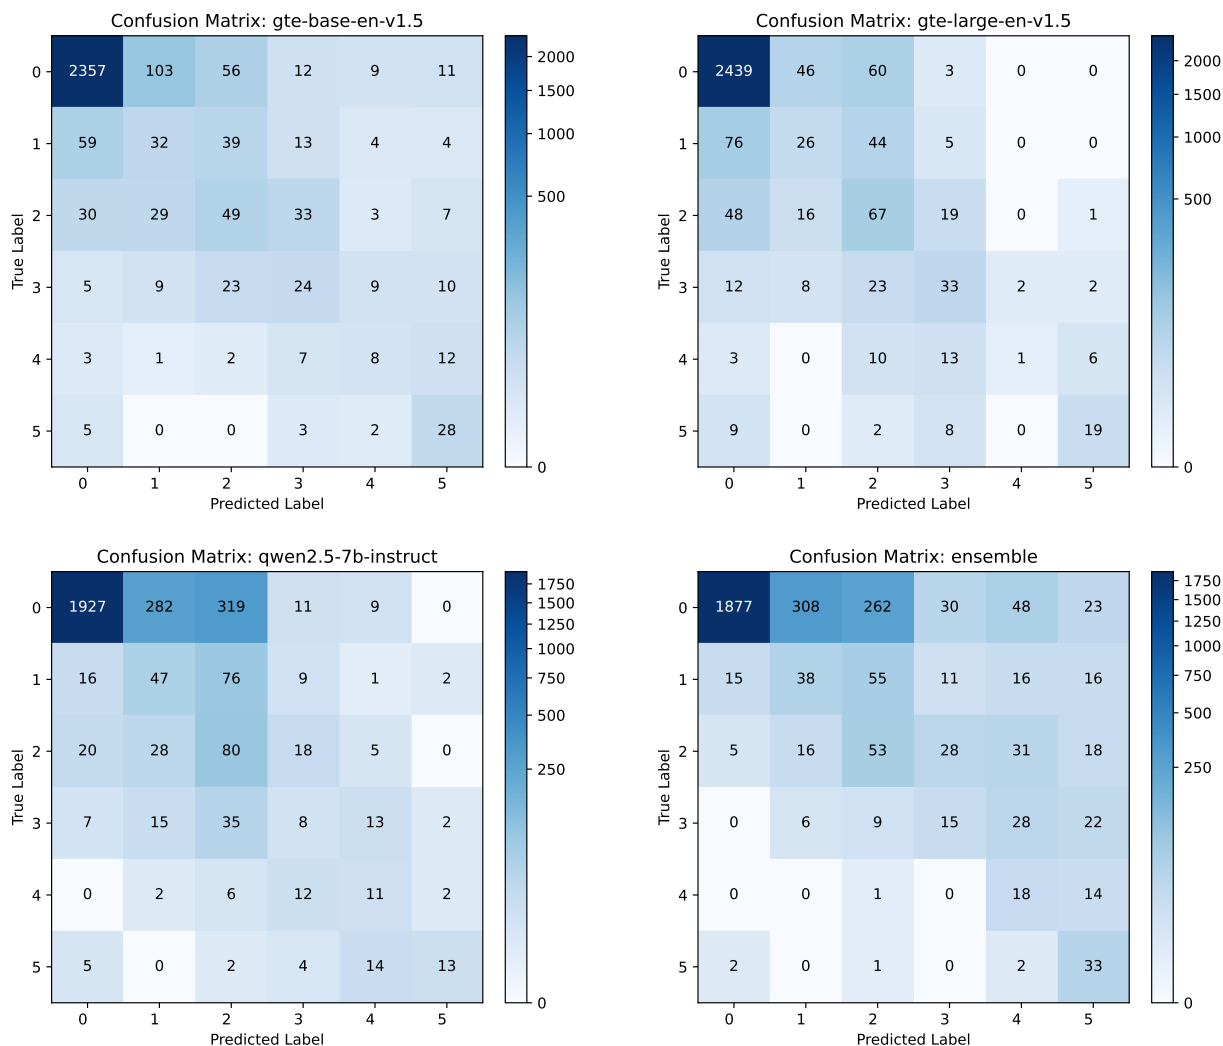 Confusion Matrix: gte-base-en-v1.5
0 2357 103 56 12 9 11
1 59 32 39 13 4 4
2 30 29 49 33 3 7
3 5 9 23 24 9 10
4 3 1 2 7 8 12
5 5 0 0 3 2 28
0 1 2 3 4 5
Predicted Label
True Label
2000
1500
1000
500
0
Confusion Matrix: gte-large-en-v1.5
0 2439 46 60 3 0 0
1 76 26 44 5 0 0
2 48 16 67 19 0 1
3 12 8 23 33 2 2
4 3 0 10 13 1 6
5 9 0 2 8 0 19
0 1 2 3 4 5
Predicted Label
True Label
2000
1500
1000
500
0
Confusion Matrix: qwen2.5-7b-instruct
0 1927 282 319 11 9 0
1 16 47 76 9 1 2
2 20 28 80 18 5 0
3 7 15 35 8 13 2
4 0 2 6 12 11 2
5 5 0 2 4 14 13
0 1 2 3 4 5
Predicted Label
True Label
1750
1500
1250
1000
750
500
250
0
Confusion Matrix: ensemble
0 1877 308 262 30 48 23
1 15 38 55 11 16 16
2 5 16 53 28 31 18
3 0 6 9 15 28 22
4 0 0 1 0 18 14
5 2 0 1 0 2 33
0 1 2 3 4 5
Predicted Label
True Label
1750
1500
1250
1000
750
500
250
0